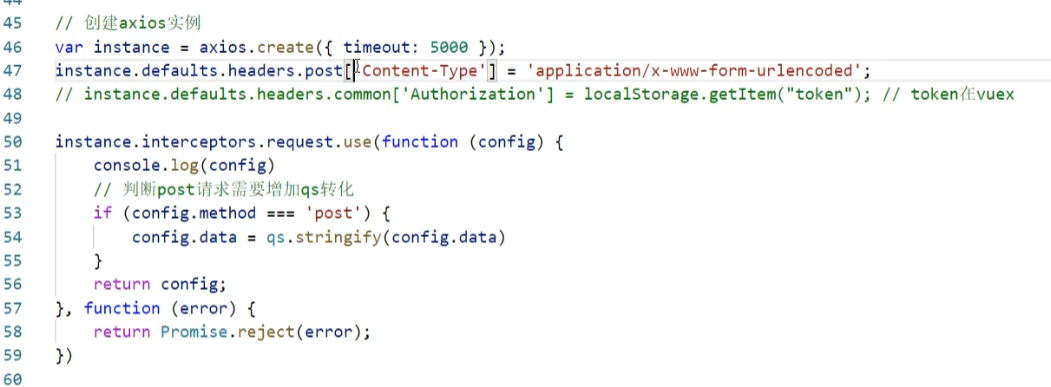 44
45 // 创建axios实例
46 var instance = axios.create({ timeout: 5000 });
47 instance.defaults.headers.post['Content-Type'] = 'application/x-www-form-urlencoded';
48 // instance.defaults.headers.common['Authorization'] = localStorage.getItem("token"); // token在vuex
49
50 instance.interceptors.request.use(function (config) {
51     console.log(config)
52     // 判断post请求需要增加qs转化
53     if (config.method === 'post') {
54         config.data = qs.stringify(config.data)
55     }
56     return config;
57 }, function (error) {
58     return Promise.reject(error);
59 })
60